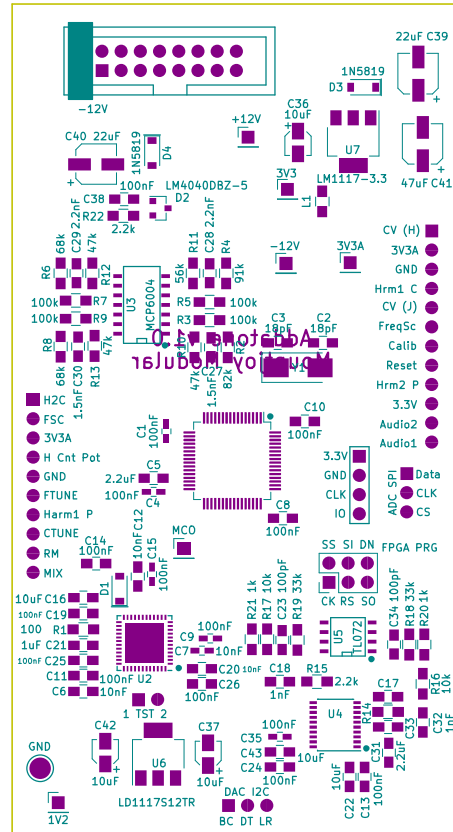 22uF C39
1N5819
D3
-12V
+12V
C36
10uF
C40 22uF
1N5819
D4
U7
LM1117-3.3
47uF C41
LM4040DBZ-5
D2
C38
100nF
R22
2.2k
3V3
L1
CV (H)
3V3A
GND
Hrm1 C
CV (J)
FreqSc
Calib
Reset
Hrm2 P
3.3V
Audio2
Audio1
68k
C29
2.2nF
47k
R6
R12
U3
MCP6004
R11
56k
C28
2.2nF
R4
91k
-12V
3V3A
100k R7
100k R9
R5 100k
R3 100k
C3
18pF
C2
18pF
R8
68k
C30
1.5nF
R13
47k
47k
C27
1.5nF
82k
Addatone v1.0
Mountjoy Modular
H2C
FSC
3V3A
H Cnt Pot
GND
FTUNE
Harm1 P
CTUNE
RM
MIX
C1
100nF
C10
100nF
C5
2.2uF
100nF
C4
C8
100nF
3.3V
GND
CLK
IO
ADC SPI
Data
CLK
CS
MCO
C14
100nF
C12
10nF
C15
100nF
D1
SS SI DN
FPGA PRG
CK RS SO
10uF C16
100nF C19
100 R1
1uF C21
100nF C25
C11 100nF
C6 10nF
U2
C9 100nF
C7 10nF
C20 10nF
100nF
C26
R21 1k
R17 10k
C23 100pF
R19 33k
U5
TL072
C34 100pF
R18 33k
R20 1k
C18
1nF
R15
2.2k
R16
10k
C17
100nF
R14
C33
C32
1nF
U4
1 TST 2
C42
10uF
C37
10uF
U6
LD1117S12TR
C35
100nF
C43
C24
100nF
10uF
C31
2.2uF
10uF
C22
C13
100nF
GND
1V2
DAC I2C
BC DT LR